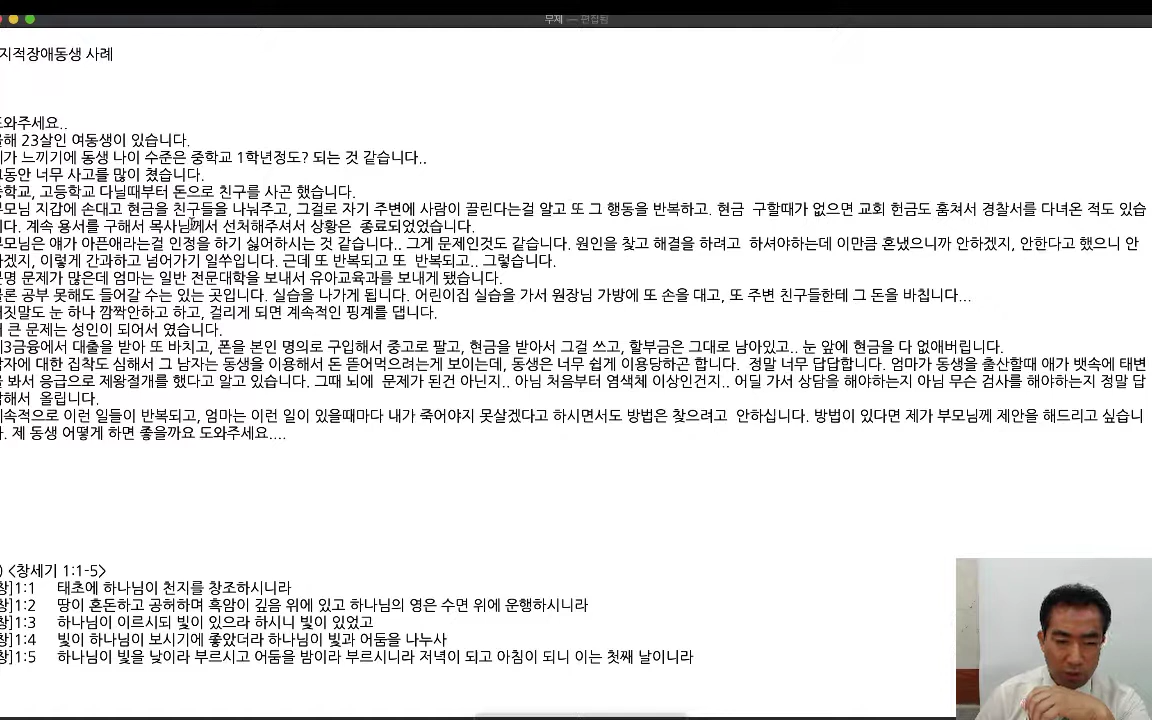 무제 — 편집됨
지적장애동생 사례
도와주세요..
올해 23살인 여동생이 있습니다.
제가 느끼기에 동생 나이 수준은 중학교 1학년정도? 되는 것 같습니다..
그동안 너무 사고를 많이 쳤습니다.
중학교, 고등학교 다닐때부터 돈으로 친구를 사곤 했습니다.
부모님 지갑에 손대고 현금을 친구들을 나눠주고, 그걸로 자기 주변에 사람이 끌린다는걸 알고 또 그 행동을 반복하고. 현금 구할때가 없으면 교회 헌금도 훔쳐서 경찰서를 다녀온 적도 있습
니다. 계속 용서를 구해서 목사님께서 선처해주셔서 상황은 종료되었었습니다.
부모님은 애가 아픈애라는걸 인정을 하기 싫어하시는 것 같습니다.. 그게 문제인것도 같습니다. 원인을 찾고 해결을 하려고 하셔야하는데 이만큼 혼냈으니까 안하겠지, 안한다고 했으니 안
하겠지, 이렇게 간과하고 넘어가기 일쑤입니다. 근데 또 반복되고 또 반복되고.. 그렇습니다.
분명 문제가 많은데 엄마는 일반 전문대학을 보내서 유아교육과를 보내게 됐습니다.
물론 공부 못해도 들어갈 수는 있는 곳입니다. 실습을 나가게 됩니다. 어린이집 실습을 가서 원장님 가방에 또 손을 대고, 또 주변 친구들한테 그 돈을 바칩니다...
거짓말도 눈 하나 깜짝안하고 하고, 걸리게 되면 계속적인 핑계를 댑니다.
더 큰 문제는 성인이 되어서 였습니다.
제3금융에서 대출을 받아 또 바치고, 폰을 본인 명의로 구입해서 중고로 팔고, 현금을 받아서 그걸 쓰고, 할부금은 그대로 남아있고.. 눈 앞에 현금을 다 없애버립니다.
남자에 대한 집착도 심해서 그 남자는 동생을 이용해서 돈 뜯어먹으려는게 보이는데, 동생은 너무 쉽게 이용당하곤 합니다. 정말 너무 답답합니다. 엄마가 동생을 출산할때 애가 뱃속에 태변
을 봐서 응급으로 제왕절개를 했다고 알고 있습니다. 그때 뇌에 문제가 된건 아닌지.. 아님 처음부터 염색체 이상인건지.. 어딜 가서 상담을 해야하는지 아님 무슨 검사를 해야하는지 정말 답
답해서 올립니다.
계속적으로 이런 일들이 반복되고, 엄마는 이런 일이 있을때마다 내가 죽어야지 못살겠다고 하시면서도 방법은 찾으려고 안하십니다. 방법이 있다면 제가 부모님께 제안을 해드리고 싶습니
다. 제 동생 어떻게 하면 좋을까요 도와주세요....
) <창세기 1:1-5>
창]1:1 태초에 하나님이 천지를 창조하시니라
창]1:2 땅이 혼돈하고 공허하며 흑암이 깊음 위에 있고 하나님의 영은 수면 위에 운행하시니라
창]1:3 하나님이 이르시되 빛이 있으라 하시니 빛이 있었고
창]1:4 빛이 하나님이 보시기에 좋았더라 하나님이 빛과 어둠을 나누사
창]1:5 하나님이 빛을 낮이라 부르시고 어둠을 밤이라 부르시니라 저녁이 되고 아침이 되니 이는 첫째 날이니라